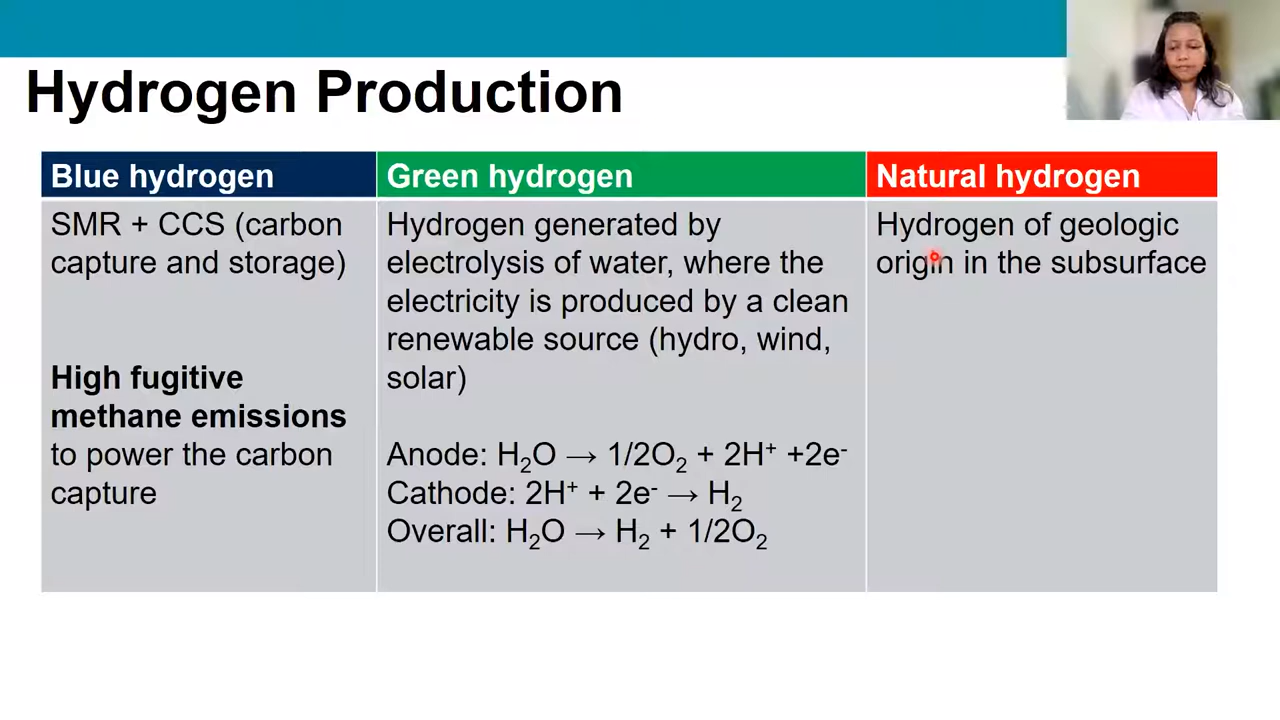 Hydrogen Production
Blue hydrogen
SMR + CCS (carbon
capture and storage)
High fugitive
methane emissions
to power the carbon
capture
Green hydrogen
Hydrogen generated by
electrolysis of water, where the
electricity is produced by a clean
renewable source (hydro, wind,
solar)
Anode: H₂O → 1/2O₂ + 2H⁺ +2e⁻
Cathode: 2H⁺ + 2e⁻ → H₂
Overall: H₂O → H₂ + 1/2O₂
Natural hydrogen
Hydrogen of geologic
origin in the subsurface